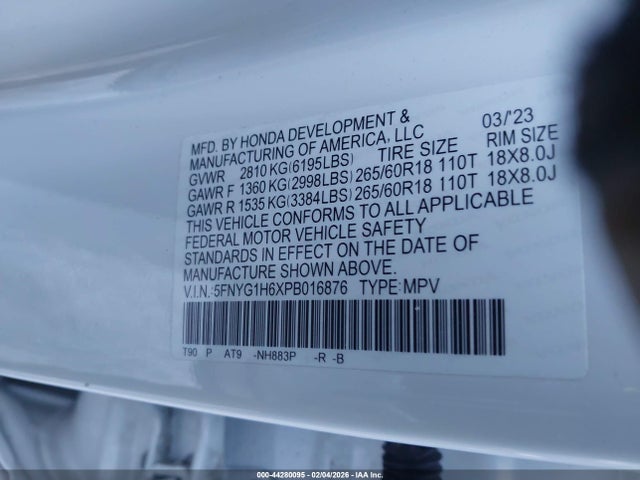 MFD. BY HONDA DEVELOPMENT & 03/'23
MANUFACTURING OF AMERICA, LLC
GVWR 2810 KG(6195LBS) TIRE SIZE RIM SIZE
GAWR F 1360 KG(2998LBS) 265/60R18 110T 18X8.0J
GAWR R 1535 KG(3384LBS) 265/60R18 110T 18X8.0J
THIS VEHICLE CONFORMS TO ALL APPLICABLE
FEDERAL MOTOR VEHICLE SAFETY
STANDARDS IN EFFECT ON THE DATE OF
MANUFACTURE SHOWN ABOVE.
V.I.N.:5FNYG1H6XPB016876 TYPE:MPV
T90 P AT9 -NH883P -R -B
000-44280095 - 02/04/2026 - IAA Inc.